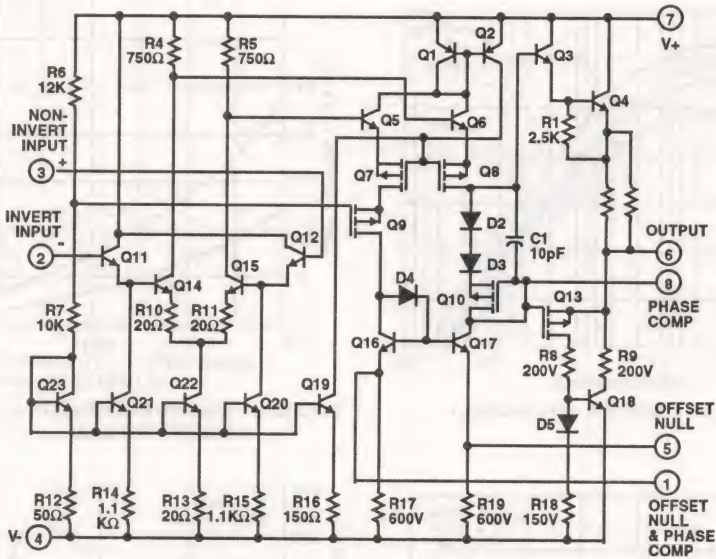 Q2
7
V+
R4
750Ω
R5
750Ω
Q1
Q3
R6
12K
Q4
NON-
INVERT
INPUT
R1
2.5K
Q5
Q6
3 +
Q7
Q8
INVERT
INPUT
2 -
Q9
D2
C1
10pF
OUTPUT
6
Q11
Q12
Q14
Q15
D3
8
PHASE
COMP
D4
Q10
Q13
R7
10K
R10
20Ω
R11
20Ω
Q16
Q17
R8
200V
R9
200V
Q23
Q21
Q22
Q20
Q19
Q18
D5
OFFSET
NULL
5
1
OFFSET
NULL
& PHASE
COMP
R12
50Ω
R14
1.1
KΩ
R13
20Ω
R15
1.1KΩ
R16
150Ω
R17
600V
R19
600V
R18
150V
V- 4